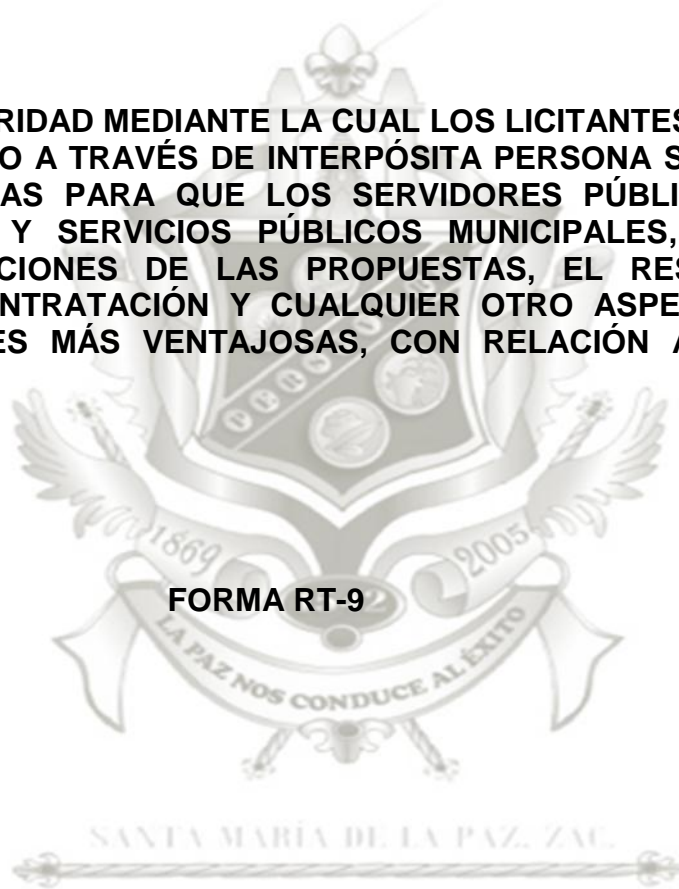 RIDAD MEDIANTE LA CUAL LOS LICITANTES
O A TRAVÉS DE INTERPÓSITA PERSONA S
AS PARA QUE LOS SERVIDORES PÚBLI
Y SERVICIOS PÚBLICOS MUNICIPALES,
CIONES DE LAS PROPUESTAS, EL RES
NTRATACIÓN Y CUALQUIER OTRO ASPE
ES MÁS VENTAJOSAS, CON RELACIÓN A
1869
2005
FORMA RT-9
LA PAZ NOS CONDUCE AL ÉXITO
SANTA MARÍA DE LA PAZ, ZAC.